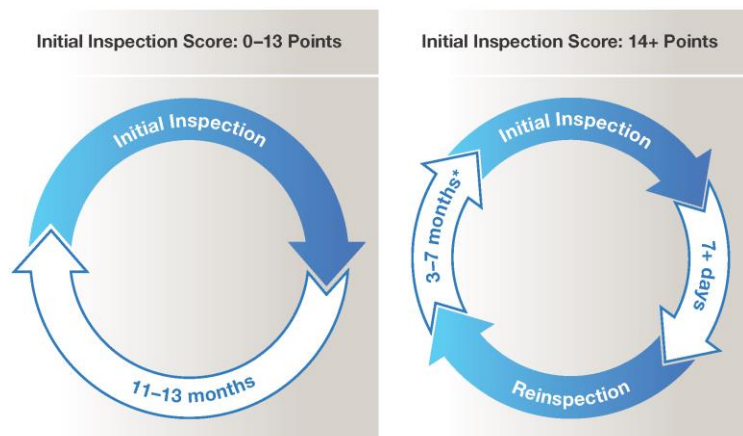 Initial Inspection Score: 0–13 Points
Initial Inspection
11–13 months
Initial Inspection Score: 14+ Points
Initial Inspection
7+ days
Reinspection
3–7 months*